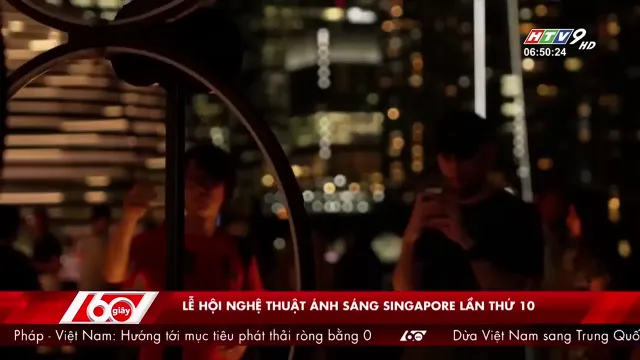 HTV9 HD
06:50:24
60 giây
LỄ HỘI NGHỆ THUẬT ÁNH SÁNG SINGAPORE LẦN THỨ 10
Pháp - Việt Nam: Hướng tới mục tiêu phát thải ròng bằng 0 60 giây Dừa Việt Nam sang Trung Quố